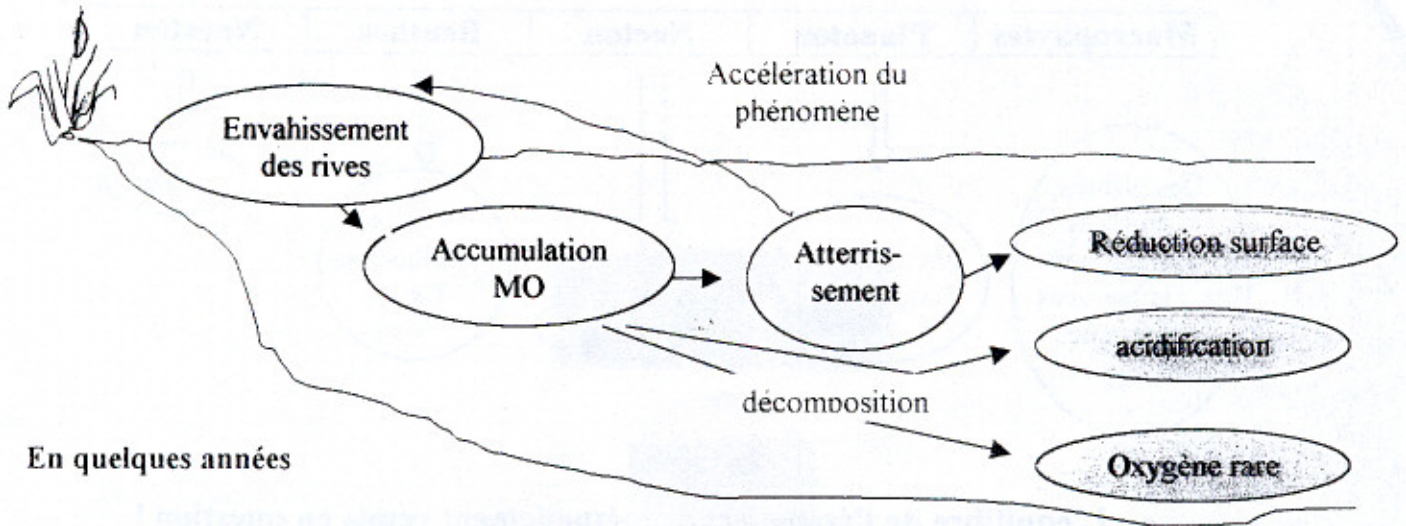 Accélération du
phénomène
Envahissement
des rives
Accumulation
MO
Atterris-
sement
Réduction surface
acidification
décomposition
Oxygène rare
En quelques années